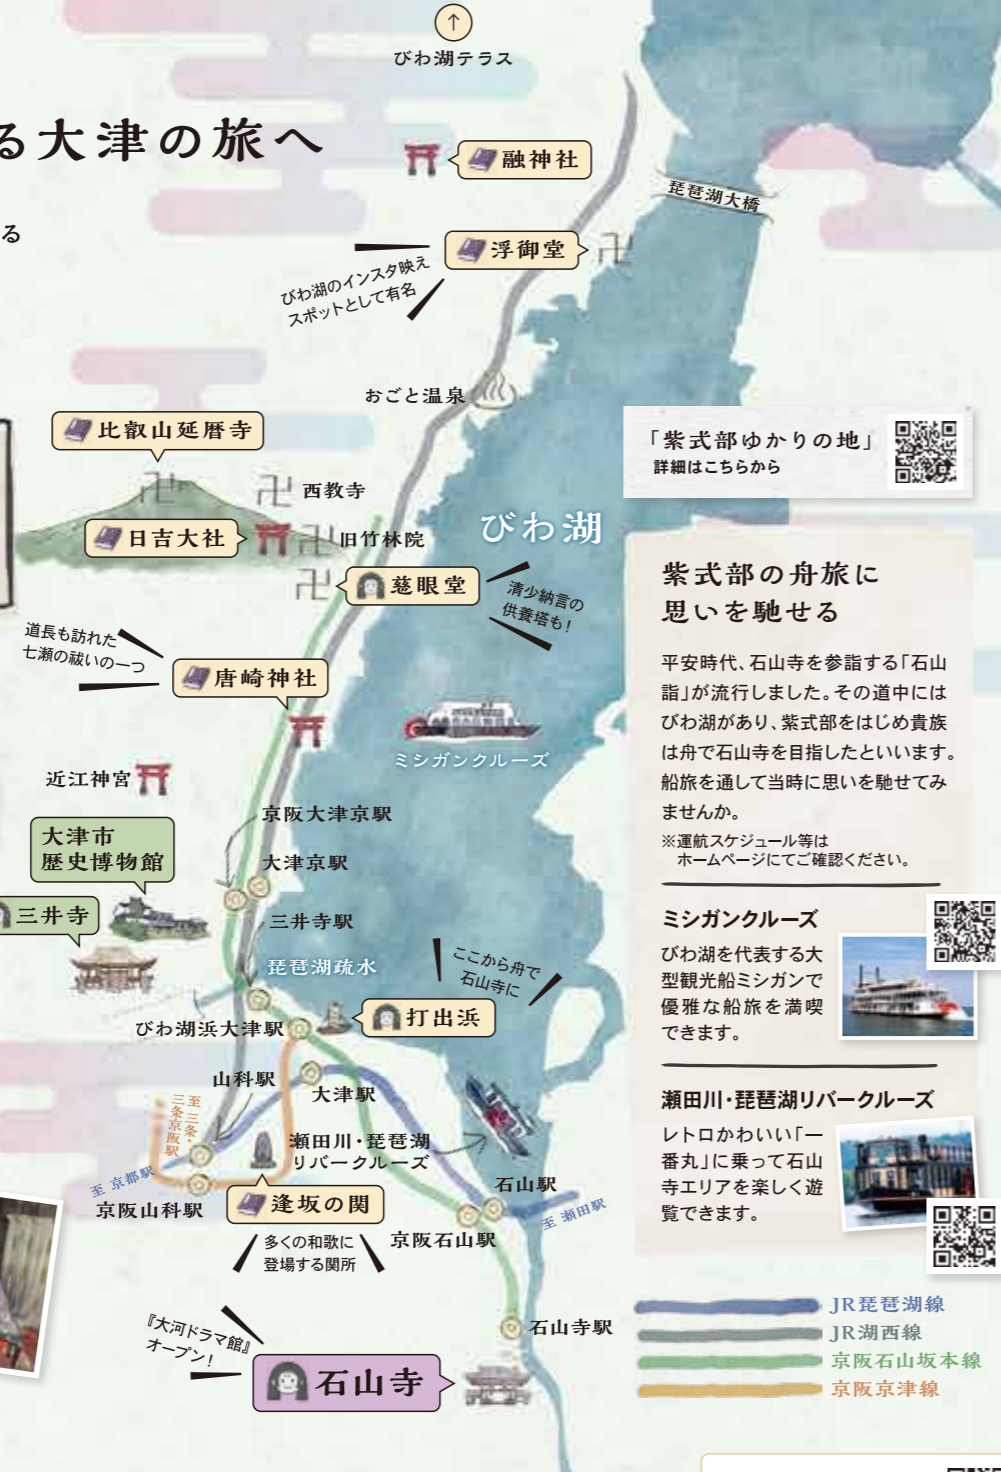 ↑
びわ湖テラス
る大津の旅へ
る
融神社
琵琶湖大橋
浮御堂
びわ湖のインスタ映え
スポットとして有名
おごと温泉
比叡山延暦寺
西教寺
日吉大社
旧竹林院
慈眼堂
清少納言の
供養塔も!
びわ湖
道長も訪れた
七瀬の祓いの一つ
唐崎神社
ミシガンクルーズ
近江神宮
京阪大津京駅
大津市
歴史博物館
大津京駅
三井寺
三井寺駅
琵琶湖疏水
ここから舟で
石山寺に
打出浜
びわ湖浜大津駅
山科駅
大津駅
至 三条・
三条京阪駅
瀬田川・琵琶湖
リバークルーズ
至 京都駅
京阪山科駅
逢坂の関
多くの和歌に
登場する関所
石山駅
至 瀬田駅
京阪石山駅
石山寺駅
『大河ドラマ館』
オープン!
石山寺
「紫式部ゆかりの地」
詳細はこちらから
紫式部の舟旅に
思いを馳せる
平安時代、石山寺を参詣する「石山
詣」が流行しました。その道中には
びわ湖があり、紫式部をはじめ貴族
は舟で石山寺を目指したといいます。
船旅を通して当時に思いを馳せてみ
ませんか。
※運航スケジュール等は
ホームページにてご確認ください。
ミシガンクルーズ
びわ湖を代表する大
型観光船ミシガンで
優雅な船旅を満喫
できます。
瀬田川・琵琶湖リバークルーズ
レトロかわいい「一
番丸」に乗って石山
寺エリアを楽しく遊
覧できます。
JR琵琶湖線
JR湖西線
京阪石山坂本線
京阪京津線